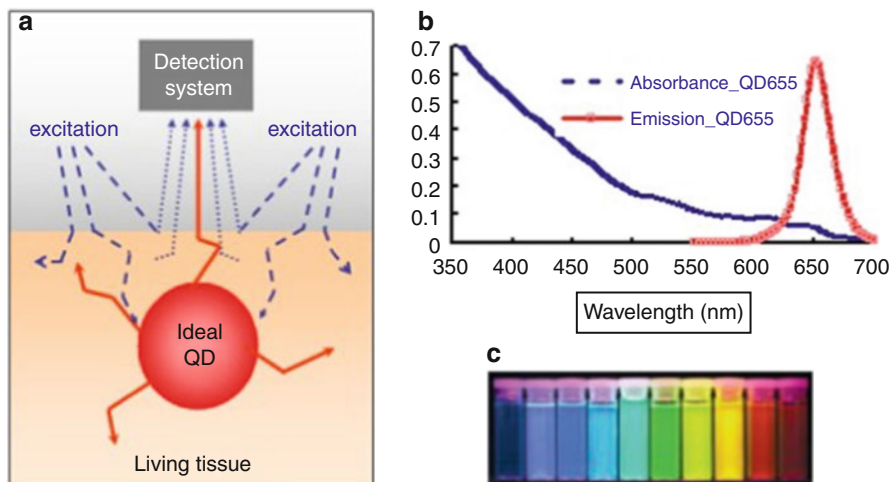 a
Detection
system
excitation
excitation
Ideal
QD
Living tissue
b
0.7
0.6
0.5
0.4
0.3
0.2
0.1
0
350 400 450 500 550 600 650 700
Absorbance_QD655
Emission_QD655
Wavelength (nm)
c